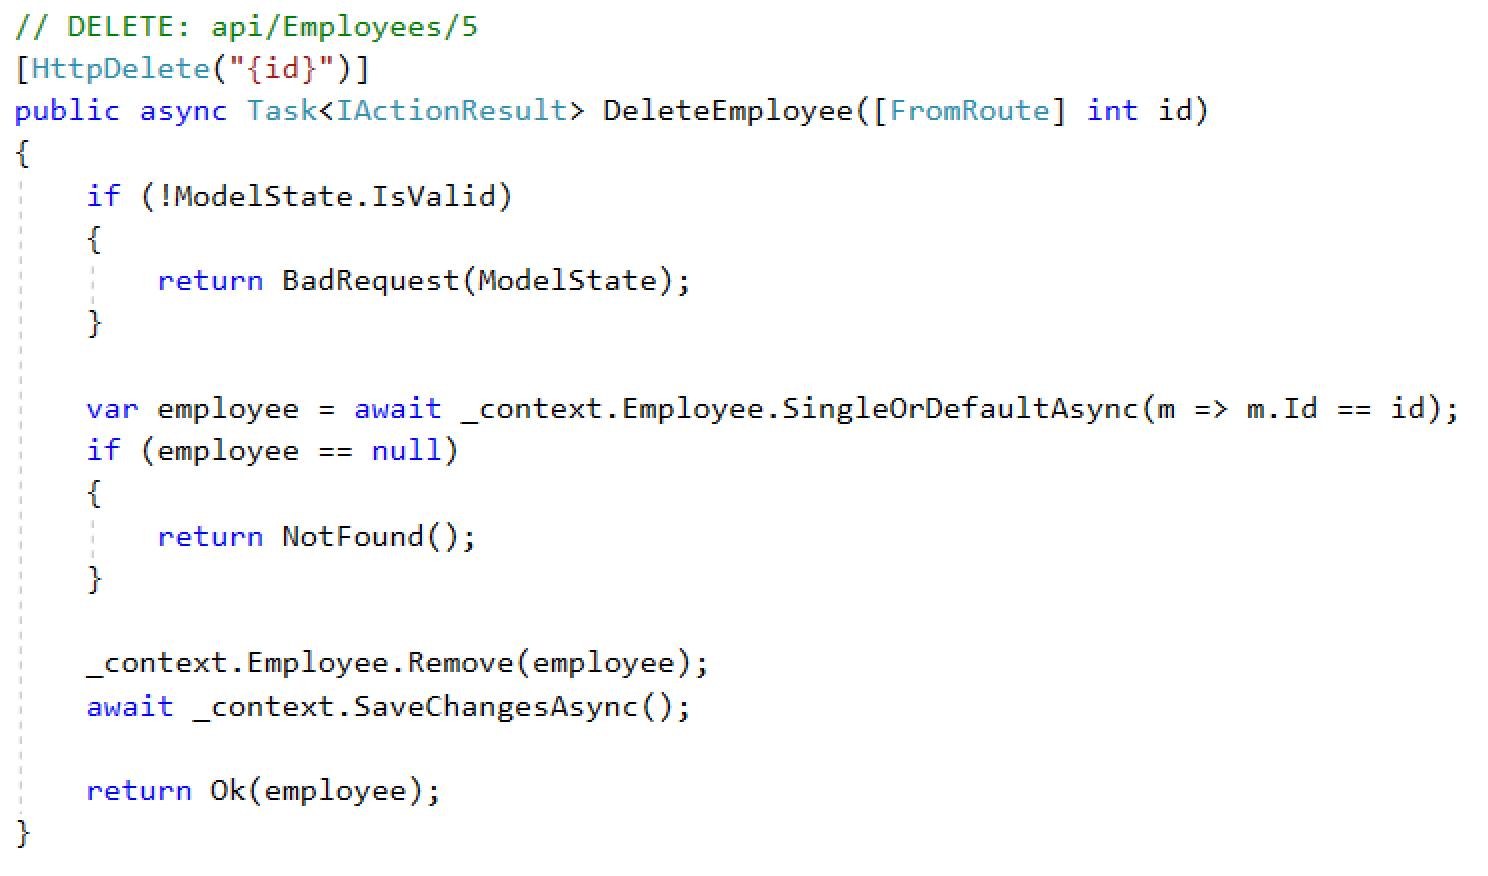 // DELETE: api/Employees/5
[HttpDelete("{id}")]
public async Task<IActionResult> DeleteEmployee([FromRoute] int id)
{
    if (!ModelState.IsValid)
    {
        return BadRequest(ModelState);
    }

    var employee = await _context.Employee.SingleOrDefaultAsync(m => m.Id == id);
    if (employee == null)
    {
        return NotFound();
    }

    _context.Employee.Remove(employee);
    await _context.SaveChangesAsync();

    return Ok(employee);
}